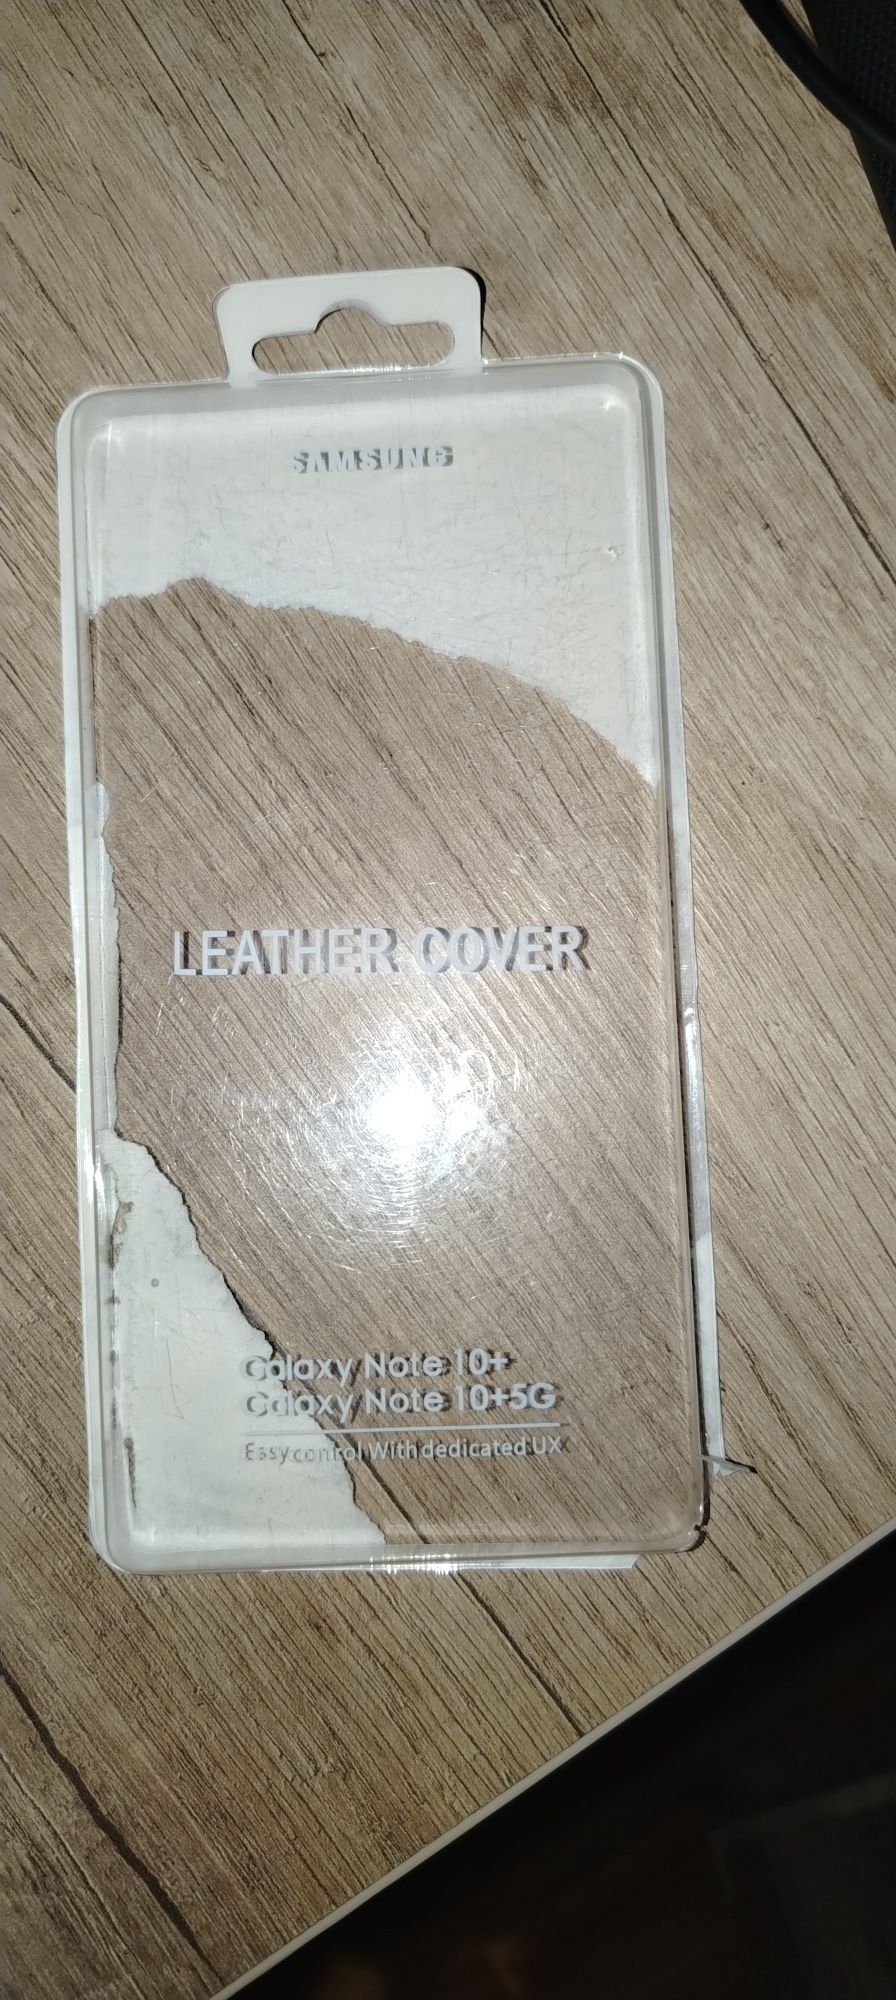 SAMSUNG
LEATHER COVER
Galaxy Note 10+
Galaxy Note 10+5G
Easy control With dedicated UX